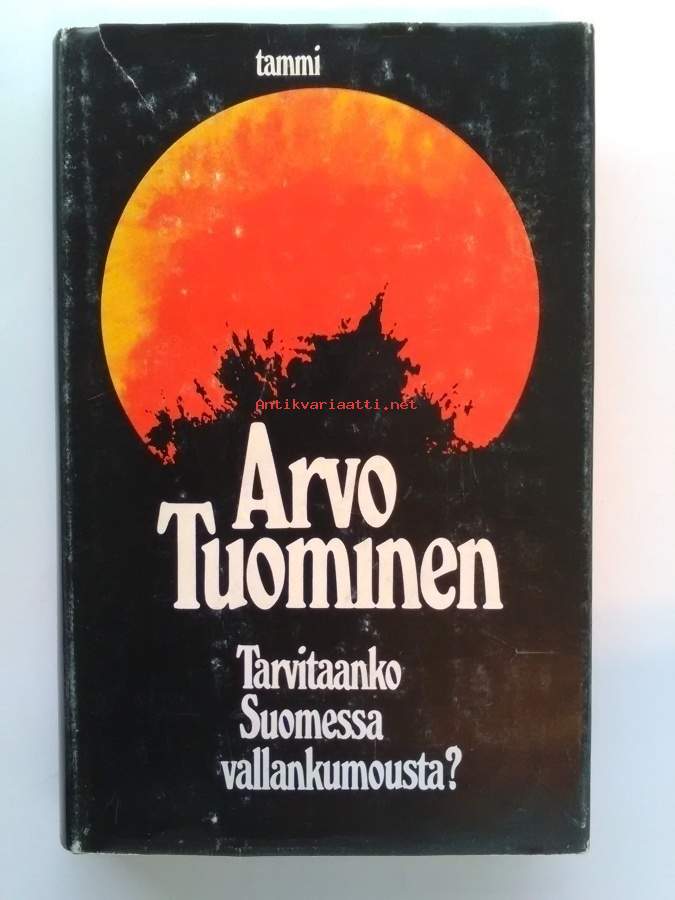 tammi
Antikvariaatti.net
Arvo
Tuominen
Tarvitaanko
Suomessa
vallankumousta?